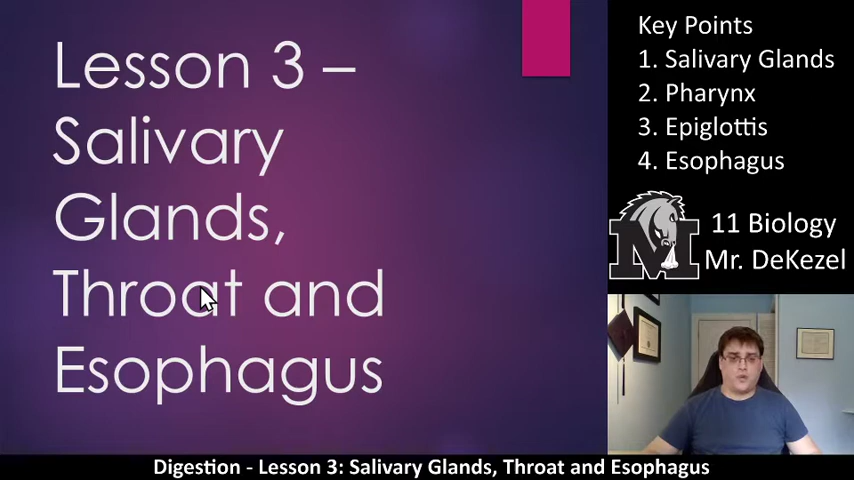 Lesson 3 –
Salivary
Glands,
Throat and
Esophagus
Key Points
1. Salivary Glands
2. Pharynx
3. Epiglottis
4. Esophagus
M
11 Biology
Mr. DeKezel
Digestion - Lesson 3: Salivary Glands, Throat and Esophagus